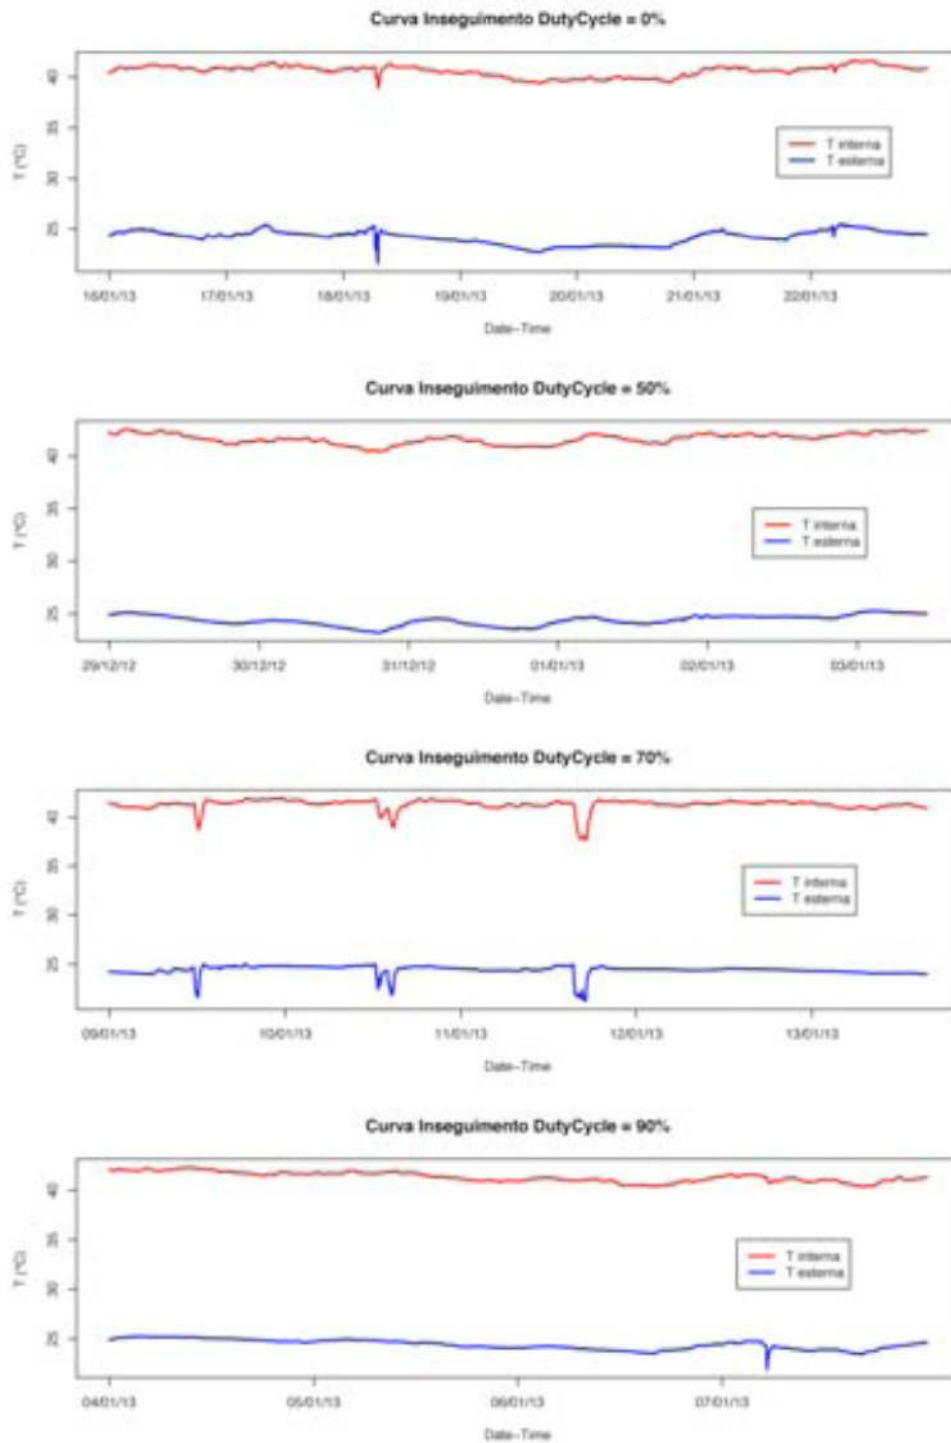 Curva Inseguimento DutyCycle = 0%
40
35
30
25
T (ºC)
T interna
T esterna
16/01/13 17/01/13 18/01/13 19/01/13 20/01/13 21/01/13 22/01/13
Date-Time
Curva Inseguimento DutyCycle = 50%
40
35
30
25
T (ºC)
T interna
T esterna
29/12/12 30/12/12 31/12/12 01/01/13 02/01/13 03/01/13
Date-Time
Curva Inseguimento DutyCycle = 70%
40
35
30
25
T (ºC)
T interna
T esterna
09/01/13 10/01/13 11/01/13 12/01/13 13/01/13
Date-Time
Curva Inseguimento DutyCycle = 90%
40
35
30
25
T (ºC)
T interna
T esterna
04/01/13 05/01/13 06/01/13 07/01/13
Date-Time